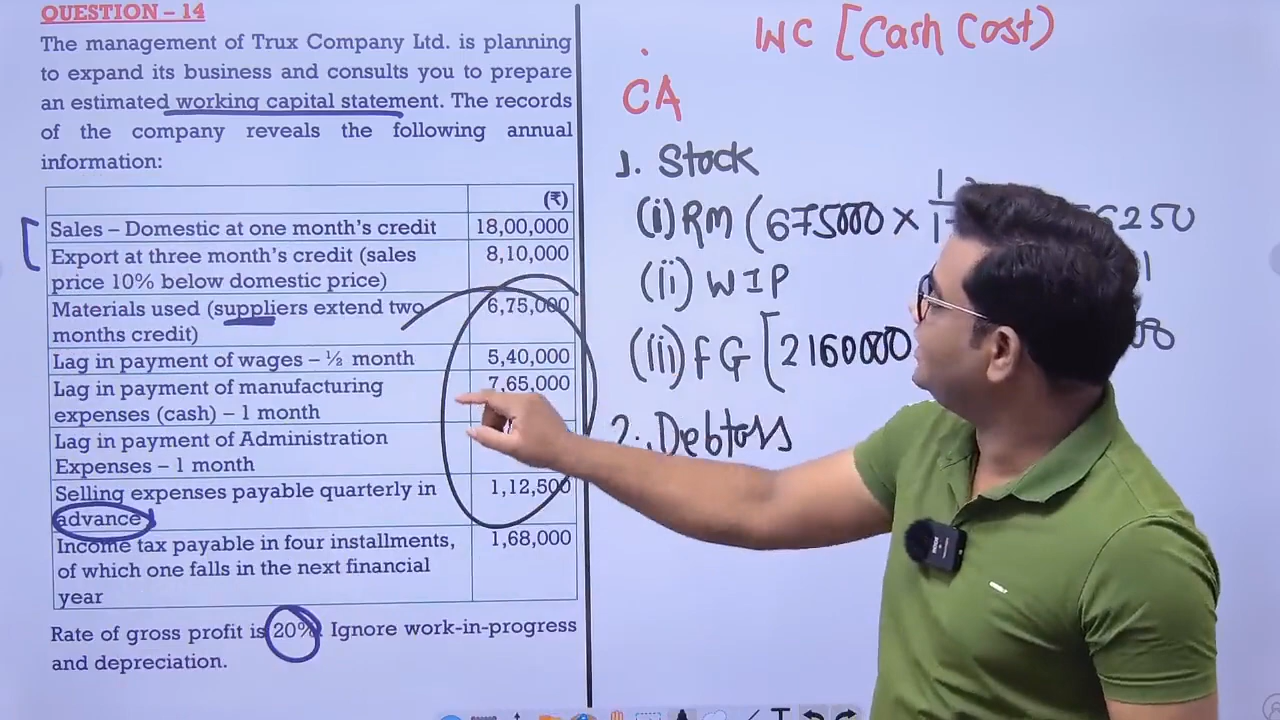 QUESTION – 14
The management of Trux Company Ltd. is planning
to expand its business and consults you to prepare
an estimated working capital statement. The records
of the company reveals the following annual
information:
(₹)
Sales – Domestic at one month's credit 18,00,000
Export at three month's credit (sales 8,10,000
price 10% below domestic price)
Materials used (suppliers extend two 6,75,000
months credit)
Lag in payment of wages – ½ month 5,40,000
Lag in payment of manufacturing 7,65,000
expenses (cash) – 1 month
Lag in payment of Administration
Expenses – 1 month
Selling expenses payable quarterly in 1,12,500
advance
Income tax payable in four installments, 1,68,000
of which one falls in the next financial
year
Rate of gross profit is 20%. Ignore work-in-progress
and depreciation.
WC [Cash Cost)
CA
1. Stock
(i) RM (675000 × 1
(ii) WIP
(iii) FG [2160000
2. Debtors